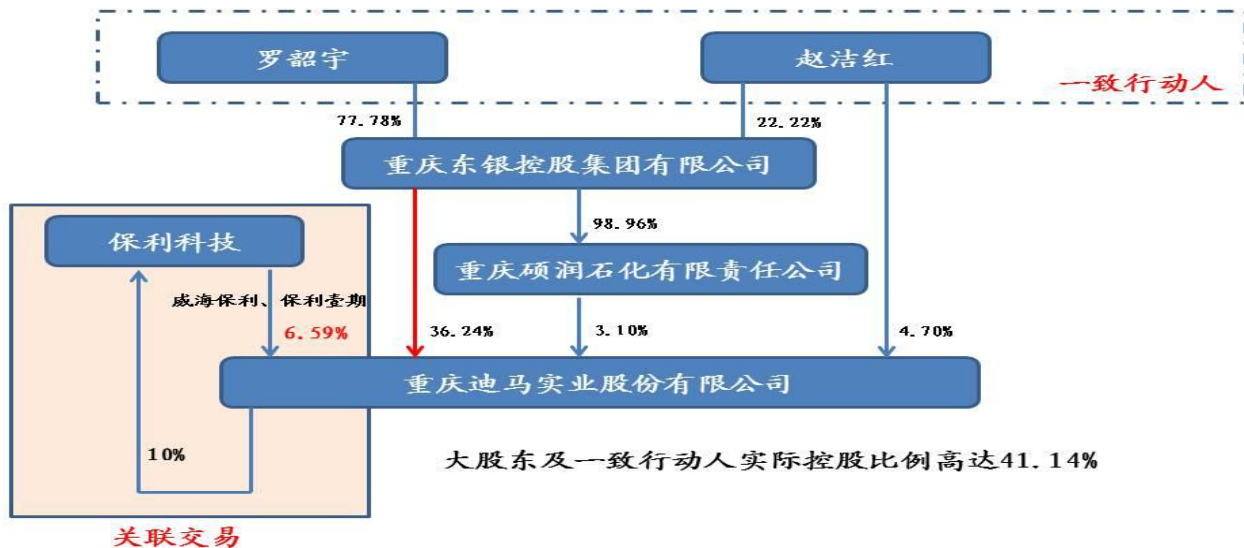 罗韶宇
赵洁红
一致行动人
77.78%
22.22%
重庆东银控股集团有限公司
98.96%
保利科技
重庆硕润石化有限责任公司
威海保利、保利壹期
6.59%
36.24%
3.10%
4.70%
重庆迪马实业股份有限公司
10%
大股东及一致行动人实际控股比例高达41.14%
关联交易